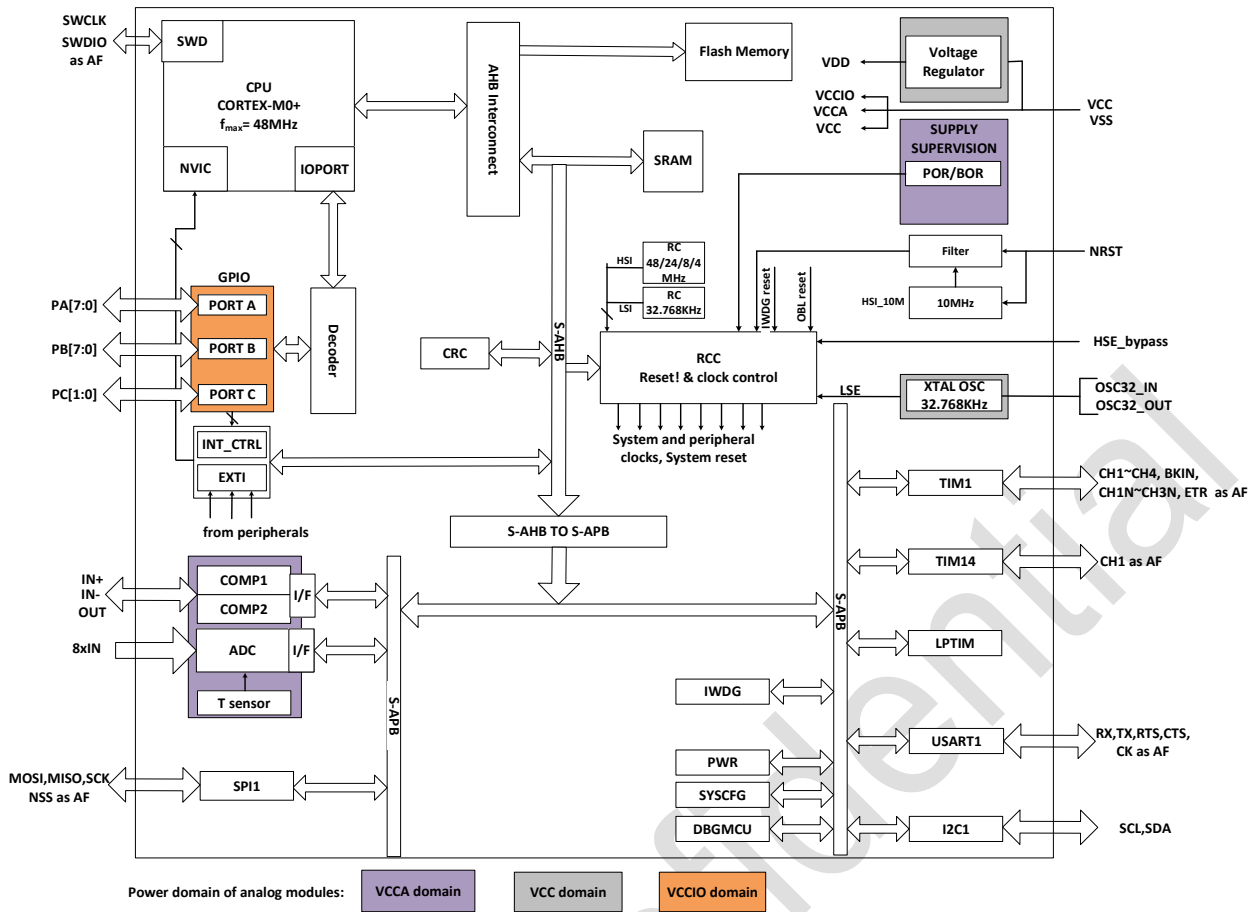 SWCLK
SWDIO
as AF
SWD
CPU
CORTEX-M0+
fmax= 48MHz
NVIC
IOPORT
AHB Interconnect
Flash Memory
SRAM
Voltage
Regulator
VDD
VCCIO
VCCA
VCC
VCC
VSS
SUPPLY
SUPERVISION
POR/BOR
Filter
NRST
HSI_10M
10MHz
HSI
RC
48/24/8/4
MHz
LSI
RC
32.768KHz
IWDG reset
OBL reset
GPIO
PA[7:0]
PORT A
PB[7:0]
PORT B
PC[1:0]
PORT C
Decoder
INT_CTRL
EXTI
from peripherals
CRC
S-AHB
RCC
Reset! & clock control
HSE_bypass
LSE
XTAL OSC
32.768KHz
OSC32_IN
OSC32_OUT
System and peripheral
clocks, System reset
S-AHB TO S-APB
IN+
IN-
OUT
COMP1
COMP2
I/F
8xIN
ADC
I/F
T sensor
S-APB
MOSI,MISO,SCK
NSS as AF
SPI1
S-APB
TIM1
CH1~CH4, BKIN,
CH1N~CH3N, ETR as AF
TIM14
CH1 as AF
LPTIM
IWDG
USART1
RX,TX,RTS,CTS,
CK as AF
PWR
SYSCFG
DBGMCU
I2C1
SCL,SDA
Power domain of analog modules:
VCCA domain
VCC domain
VCCIO domain
nfidential